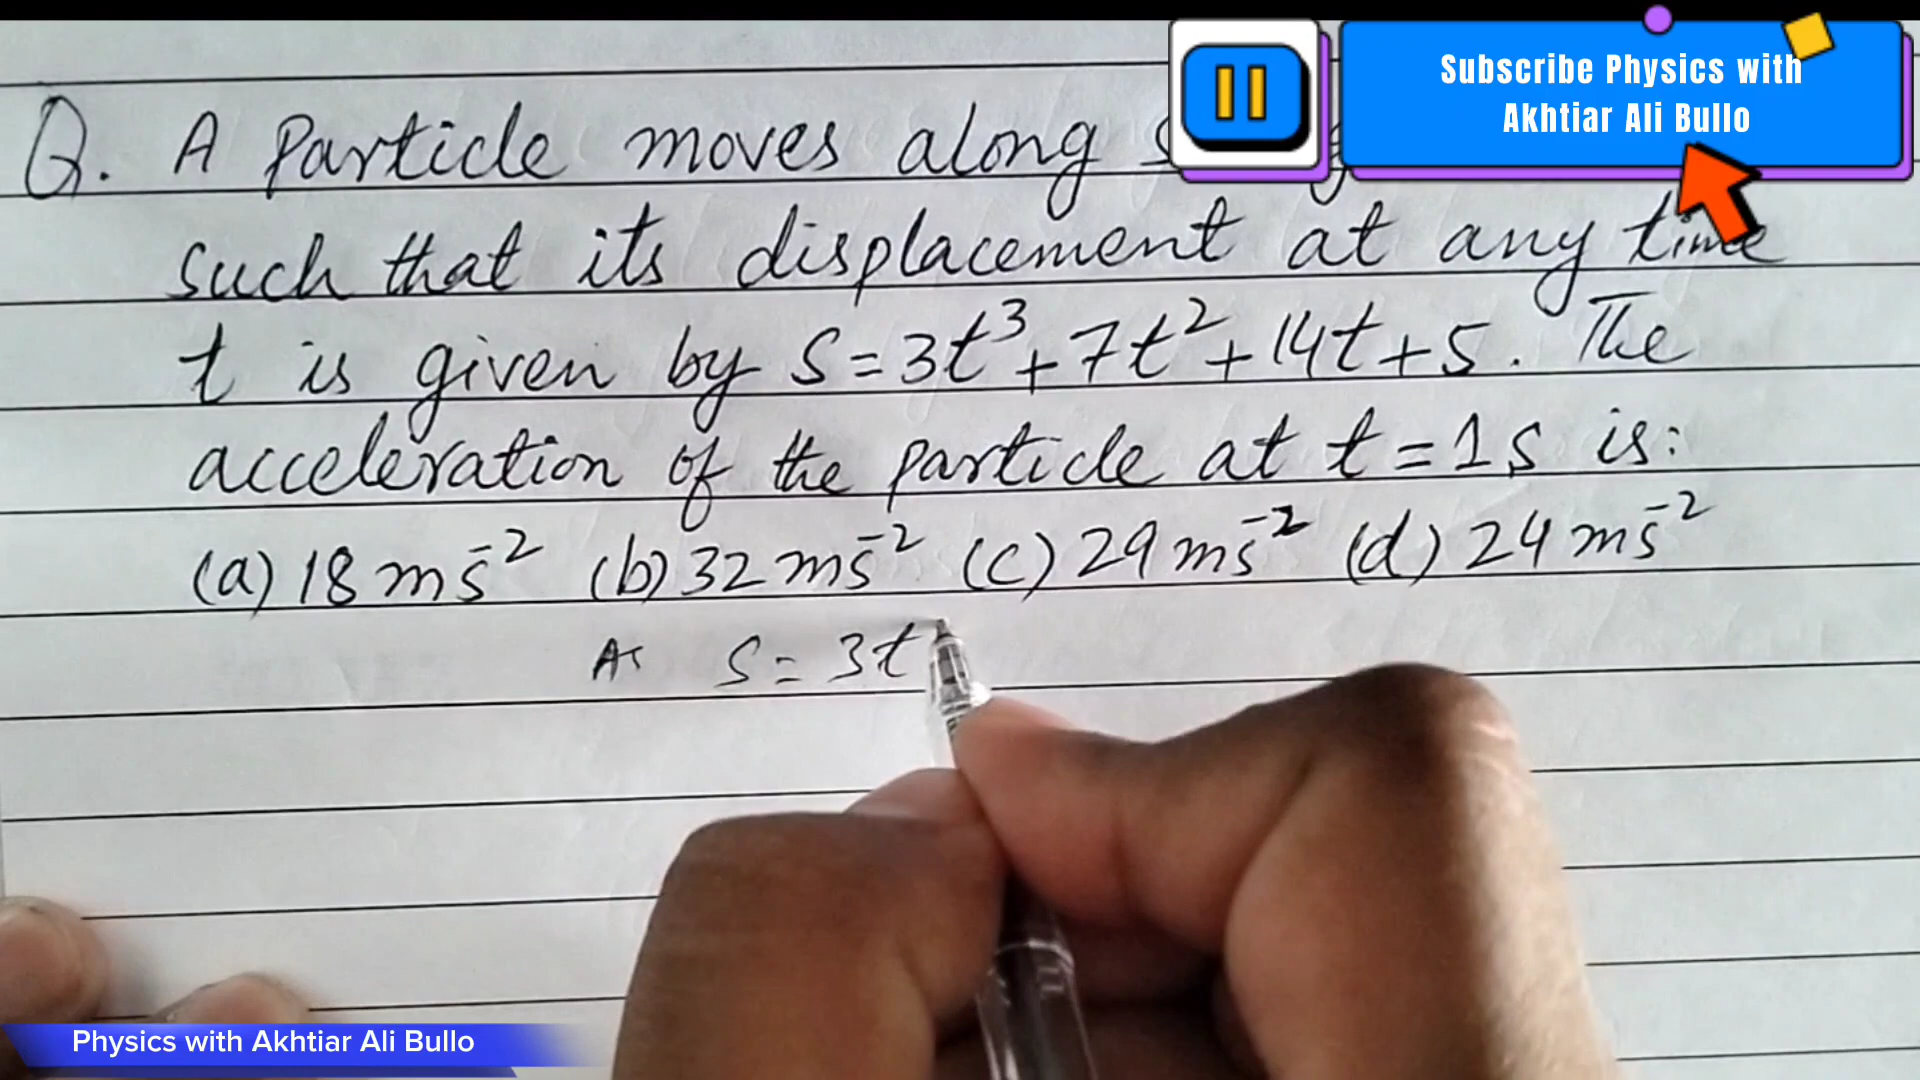 Subscribe Physics with
Akhtiar Ali Bullo
Q. A Particle moves along
such that its displacement at any time
t is given by S = 3t³ + 7t² + 14t + 5. The
acceleration of the particle at t = 1s is:
(a) 18 ms⁻² (b) 32 ms⁻² (c) 29 ms⁻² (d) 24 ms⁻²
As S = 3t
Physics with Akhtiar Ali Bullo